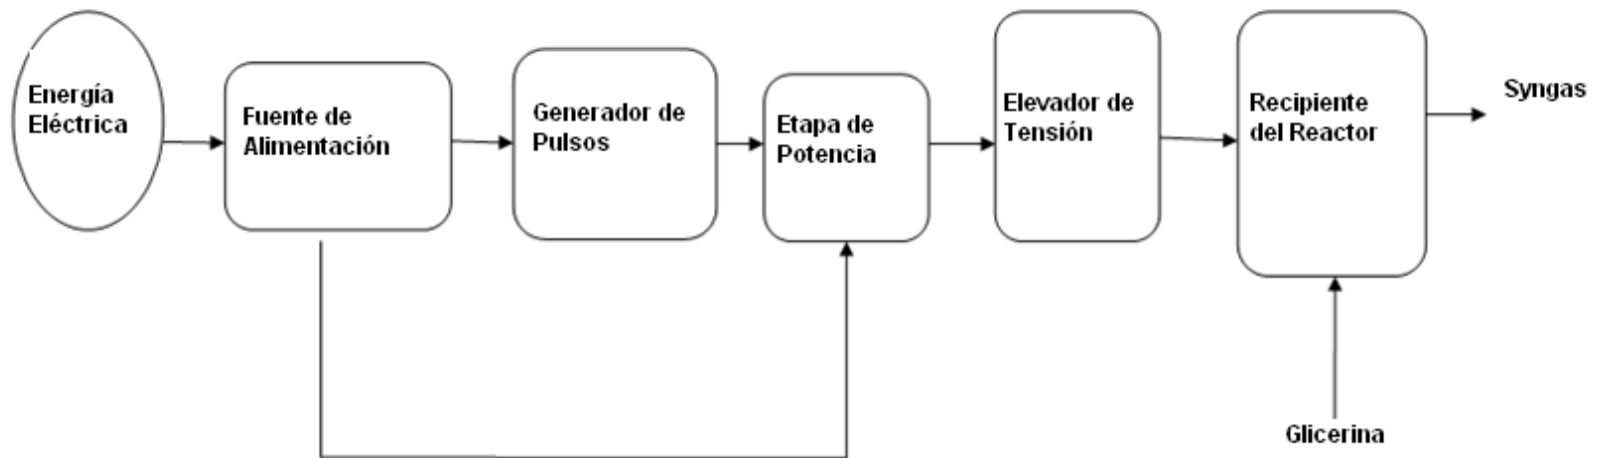 Energía
Eléctrica
Fuente de
Alimentación
Generador de
Pulsos
Etapa de
Potencia
Elevador de
Tensión
Recipiente
del Reactor
Syngas
Glicerina